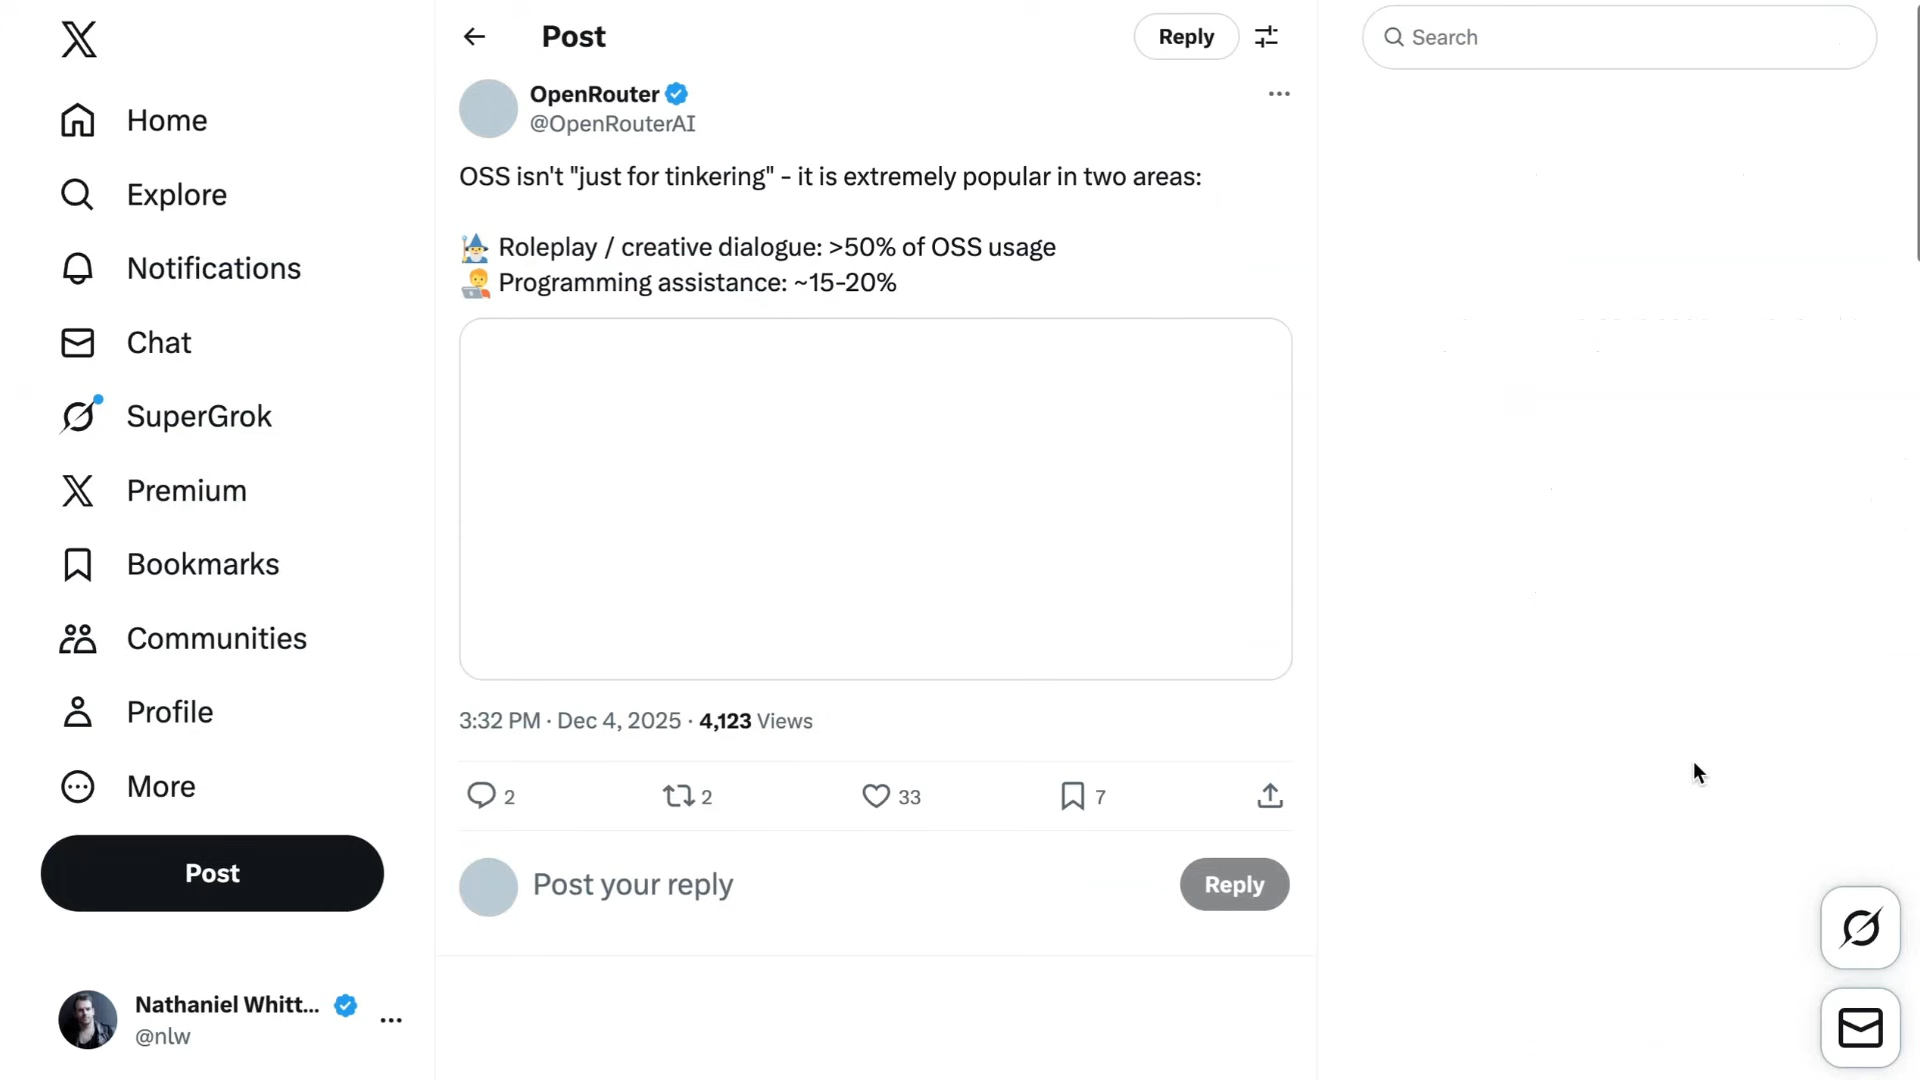 Home
Explore
Notifications
Chat
SuperGrok
Premium
Bookmarks
Communities
Profile
More
Post
Nathaniel Whitt...
@nlw
Post
Reply
OpenRouter
@OpenRouterAI
OSS isn't "just for tinkering" - it is extremely popular in two areas:
🧙‍♂️ Roleplay / creative dialogue: >50% of OSS usage
🧑‍💻 Programming assistance: ~15-20%
3:32 PM · Dec 4, 2025 · 4,123 Views
2 2 33 7
Post your reply
Reply
Search